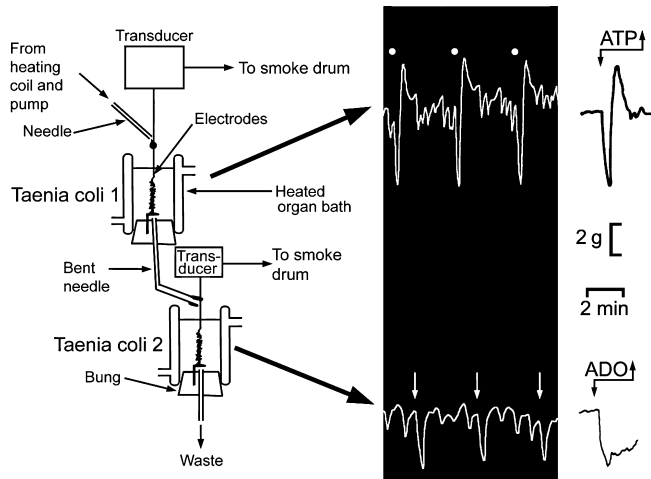 Transducer
From
heating
coil and
pump
To smoke drum
Needle
Electrodes
Taenia coli 1
Heated
organ bath
Bent
needle
Trans-
ducer
To smoke
drum
Taenia coli 2
Bung
Waste
ATP
2 g
2 min
ADO